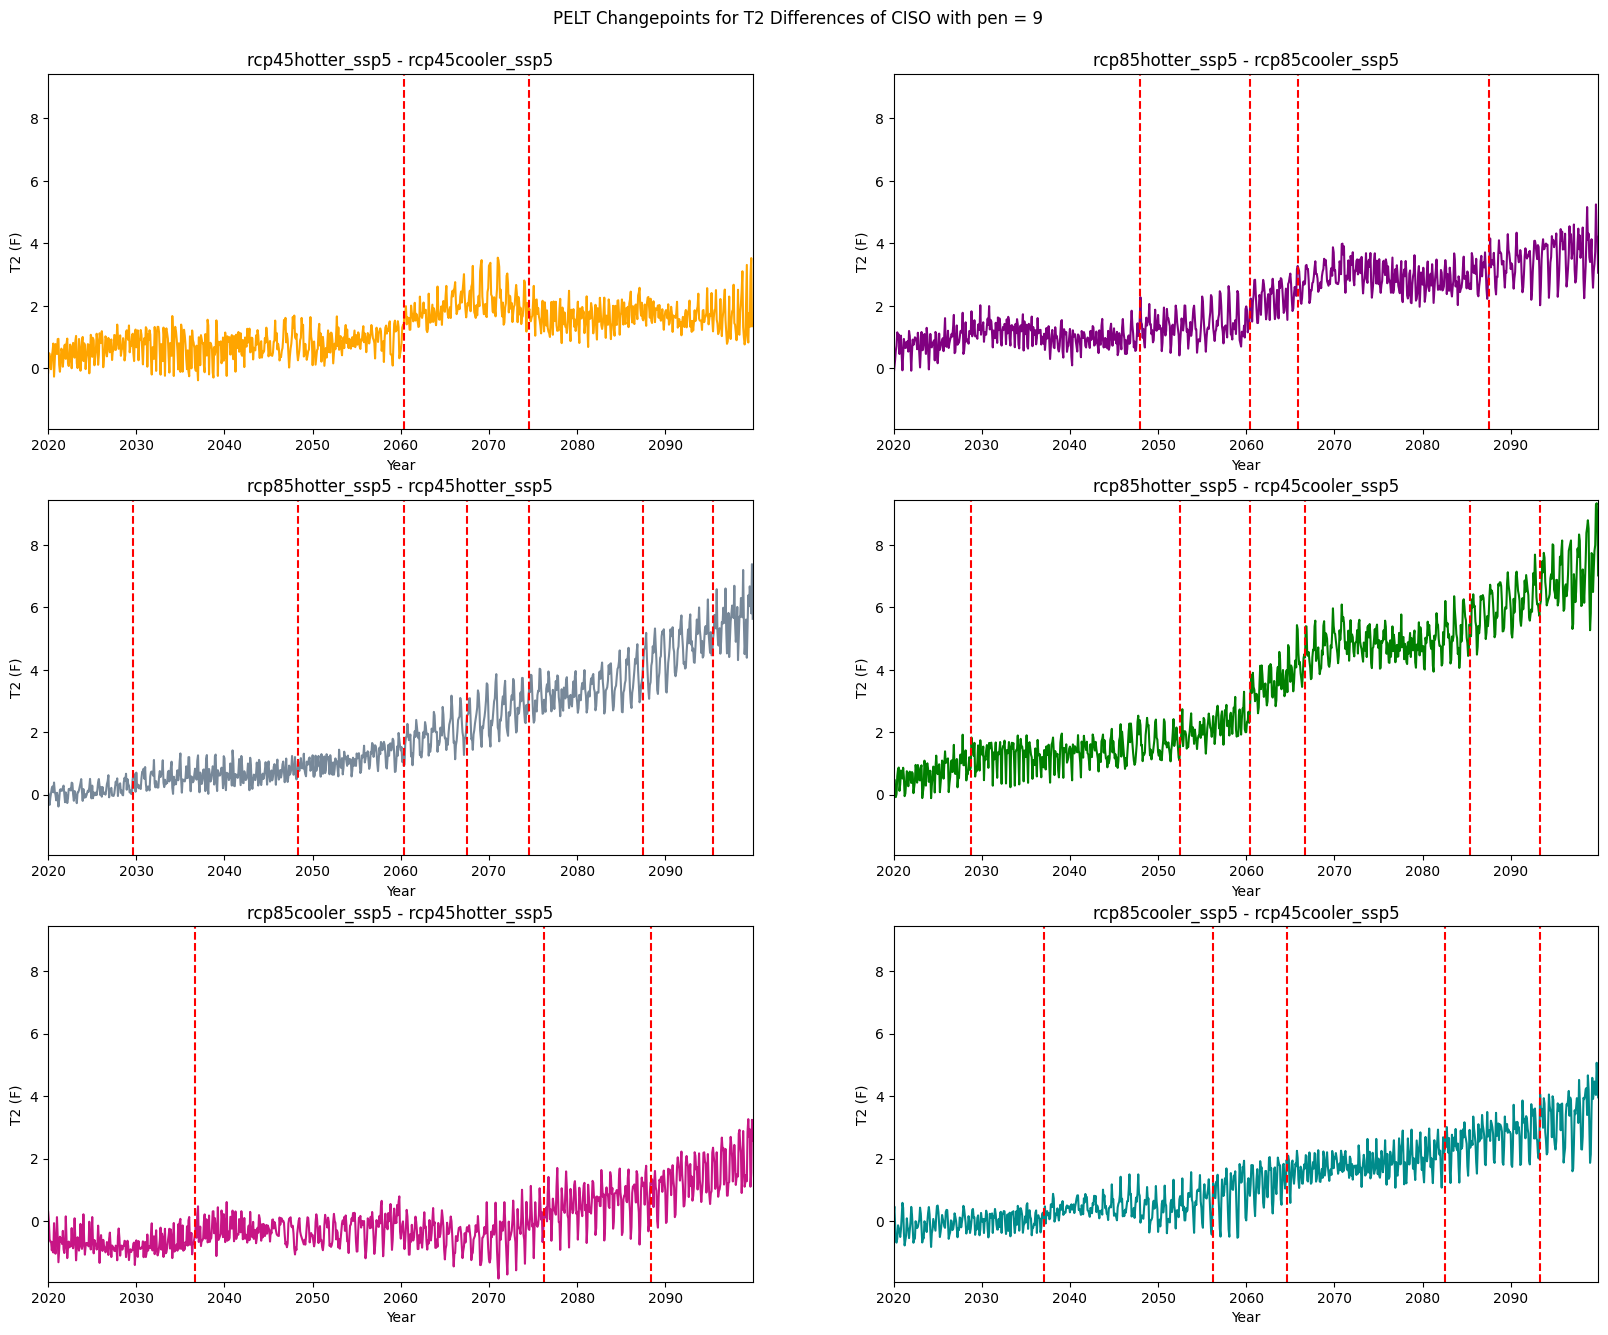 PELT Changepoints for T2 Differences of CISO with pen = 9
rcp45hotter_ssp5 - rcp45cooler_ssp5
T2 (F)
8
6
4
2
0
2020 2030 2040 2050 2060 2070 2080 2090
Year
rcp85hotter_ssp5 - rcp85cooler_ssp5
T2 (F)
8
6
4
2
0
2020 2030 2040 2050 2060 2070 2080 2090
Year
rcp85hotter_ssp5 - rcp45hotter_ssp5
T2 (F)
8
6
4
2
0
2020 2030 2040 2050 2060 2070 2080 2090
Year
rcp85hotter_ssp5 - rcp45cooler_ssp5
T2 (F)
8
6
4
2
0
2020 2030 2040 2050 2060 2070 2080 2090
Year
rcp85cooler_ssp5 - rcp45hotter_ssp5
T2 (F)
8
6
4
2
0
2020 2030 2040 2050 2060 2070 2080 2090
Year
rcp85cooler_ssp5 - rcp45cooler_ssp5
T2 (F)
8
6
4
2
0
2020 2030 2040 2050 2060 2070 2080 2090
Year